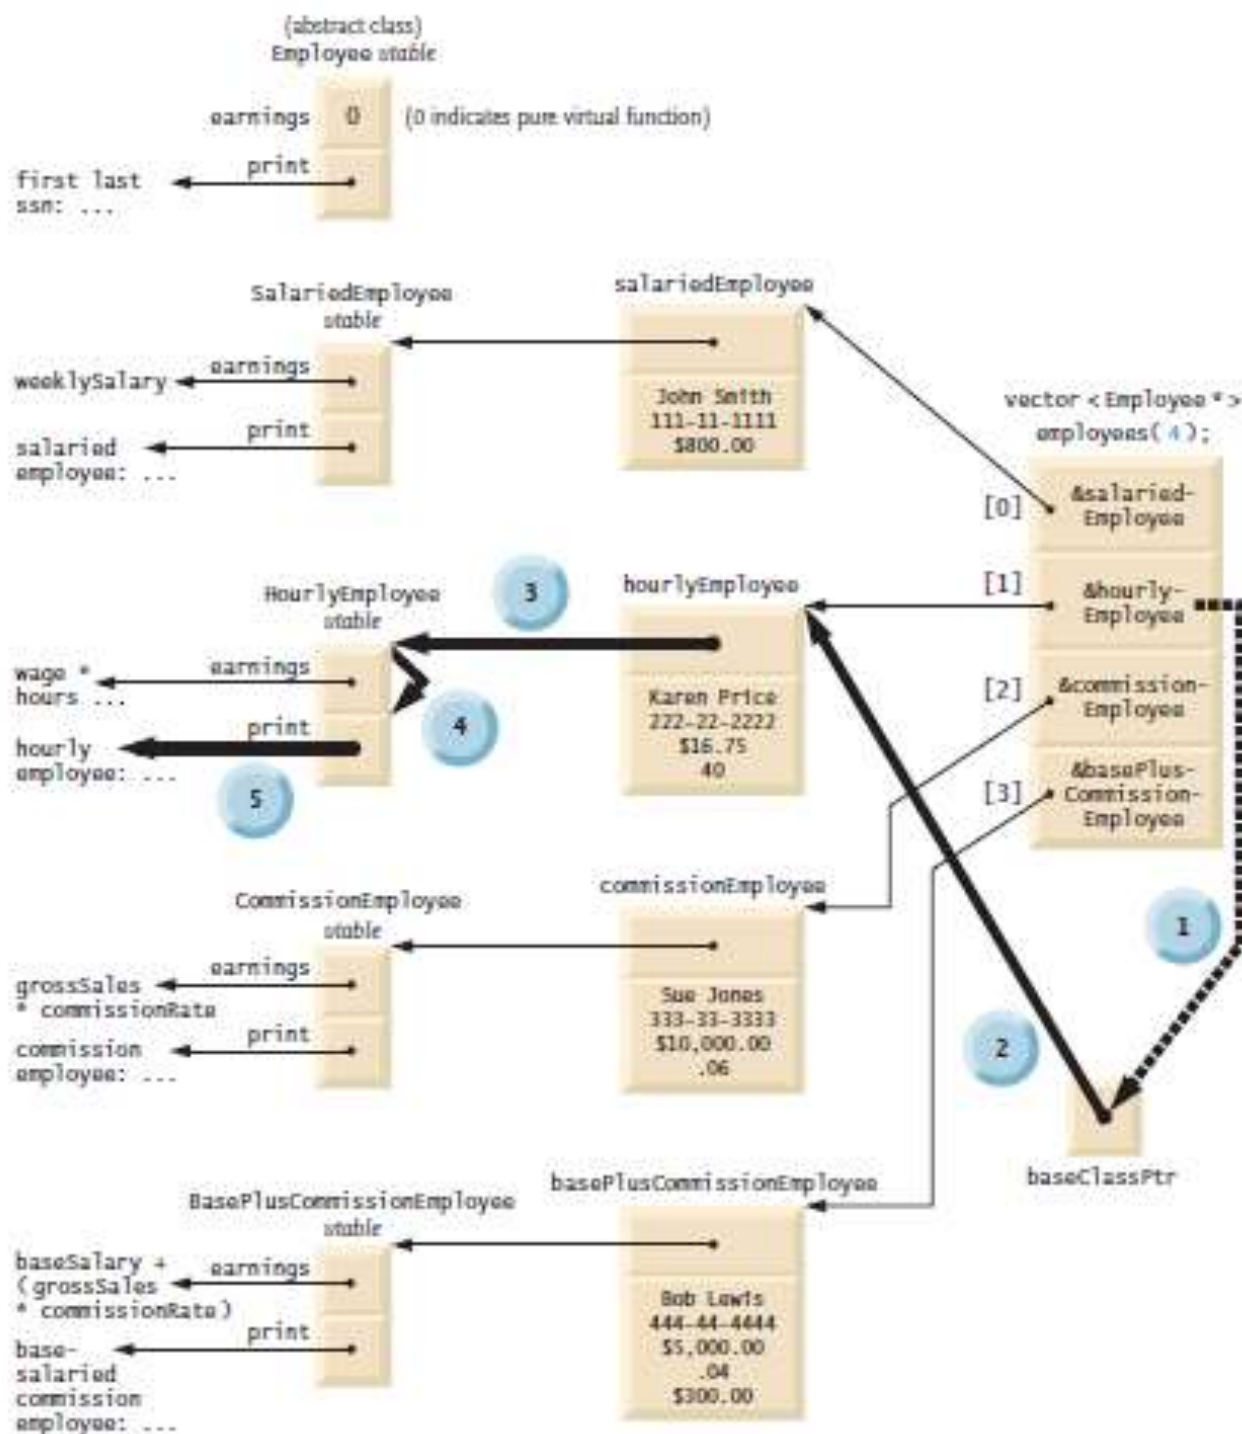 (abstract class)
Employee vtable
earnings
0
(0 indicates pure virtual function)
print
first last
ssn: ...
SalariedEmployee
vtable
earnings
weeklySalary
print
salaried
employee: ...
salariedEmployee
John Smith
111-11-1111
$800.00
vector < Employee * >
employees( 4 );
[0]
&salaried-
Employee
[1]
&hourly-
Employee
[2]
&commission-
Employee
[3]
&basePlus-
Commission-
Employee
HourlyEmployee
vtable
3
earnings
wage *
hours ...
4
print
hourly
employee: ...
5
hourlyEmployee
Karen Price
222-22-2222
$16.75
40
CommissionEmployee
vtable
earnings
grossSales
* commissionRate
print
commission
employee: ...
commissionEmployee
Sue Jones
333-33-3333
$10,000.00
.06
1
2
baseClassPtr
BasePlusCommissionEmployee
vtable
earnings
baseSalary +
(grossSales
* commissionRate)
print
base-
salaried
commission
employee: ...
basePlusCommissionEmployee
Bob Lewis
444-44-4444
$5,000.00
.04
$300.00